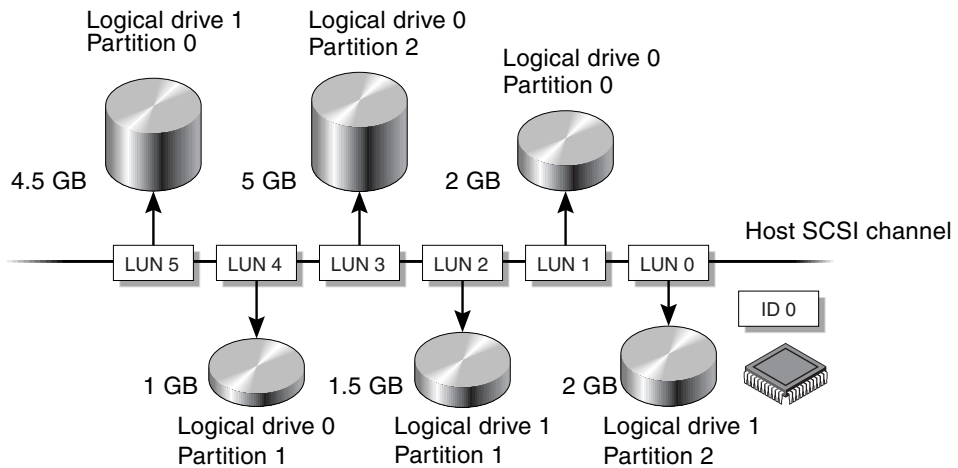 Logical drive 1
Partition 0
Logical drive 0
Partition 2
Logical drive 0
Partition 0
4.5 GB
5 GB
2 GB
Host SCSI channel
LUN 5
LUN 4
LUN 3
LUN 2
LUN 1
LUN 0
ID 0
1 GB
1.5 GB
2 GB
Logical drive 0
Partition 1
Logical drive 1
Partition 1
Logical drive 1
Partition 2